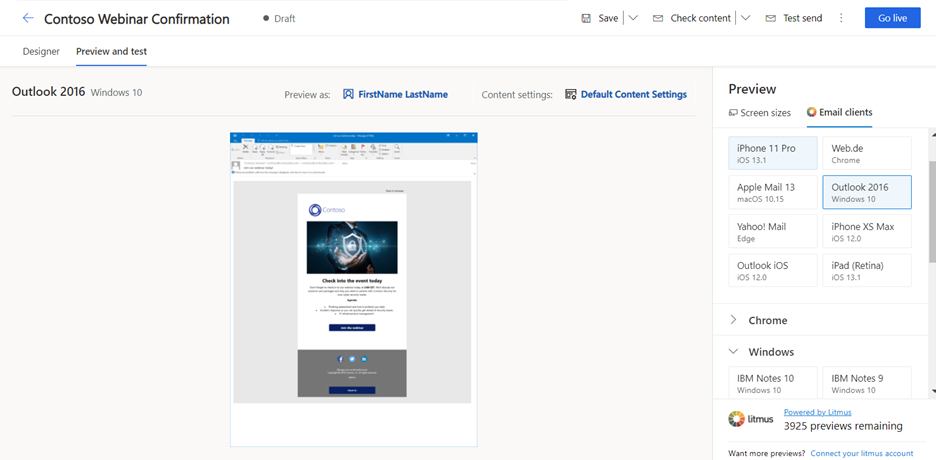 Contoso Webinar Confirmation
Draft
Save
Check content
Test send
Go live
Designer
Preview and test
Outlook 2016 Windows 10
Preview as: FirstName LastName
Content settings: Default Content Settings
Contoso
Check into the event today
Agenda
Join the webinar
Preview
Screen sizes
Email clients
iPhone 11 Pro
iOS 13.1
Web.de
Chrome
Apple Mail 13
macOS 10.15
Outlook 2016
Windows 10
Yahoo! Mail
Edge
iPhone XS Max
iOS 12.0
Outlook iOS
iOS 12.0
iPad (Retina)
iOS 13.1
Chrome
Windows
IBM Notes 10
IBM Notes 9
litmus
Powered by Litmus
3925 previews remaining
Want more previews? Connect your litmus account